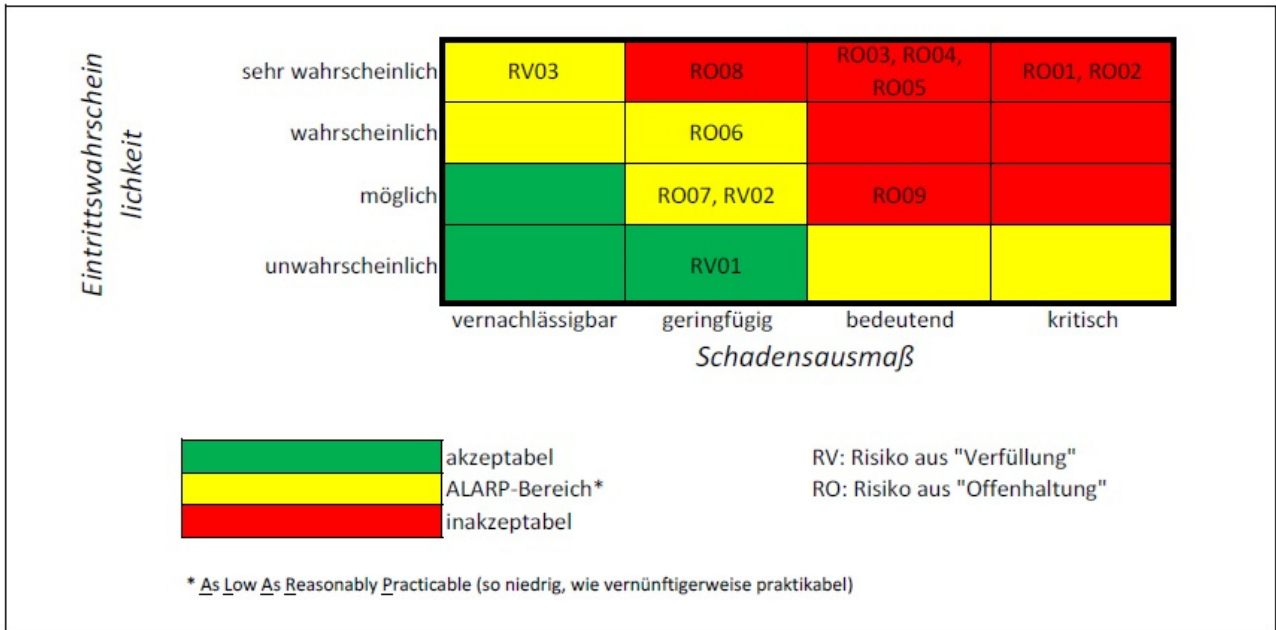 Eintrittswahrschein
lichkeit
sehr wahrscheinlich
RV03
RO08
RO03, RO04,
RO05
RO01, RO02
wahrscheinlich
RO06
möglich
RO07, RV02
RO09
unwahrscheinlich
RV01
vernachlässigbar
geringfügig
bedeutend
kritisch
Schadensausmaß
akzeptabel
RV: Risiko aus "Verfüllung"
ALARP-Bereich*
RO: Risiko aus "Offenhaltung"
inakzeptabel
* As Low As Reasonably Practicable (so niedrig, wie vernünftigerweise praktikabel)